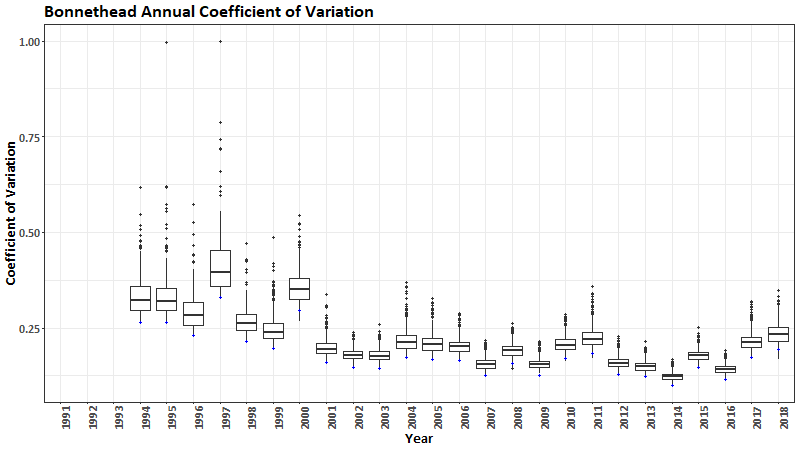 Bonnethead Annual Coefficient of Variation
1.00
0.75
0.50
0.25
Coefficient of Variation
1991 1992 1993 1994 1995 1996 1997 1998 1999 2000 2001 2002 2003 2004 2005 2006 2007 2008 2009 2010 2011 2012 2013 2014 2015 2016 2017 2018
Year